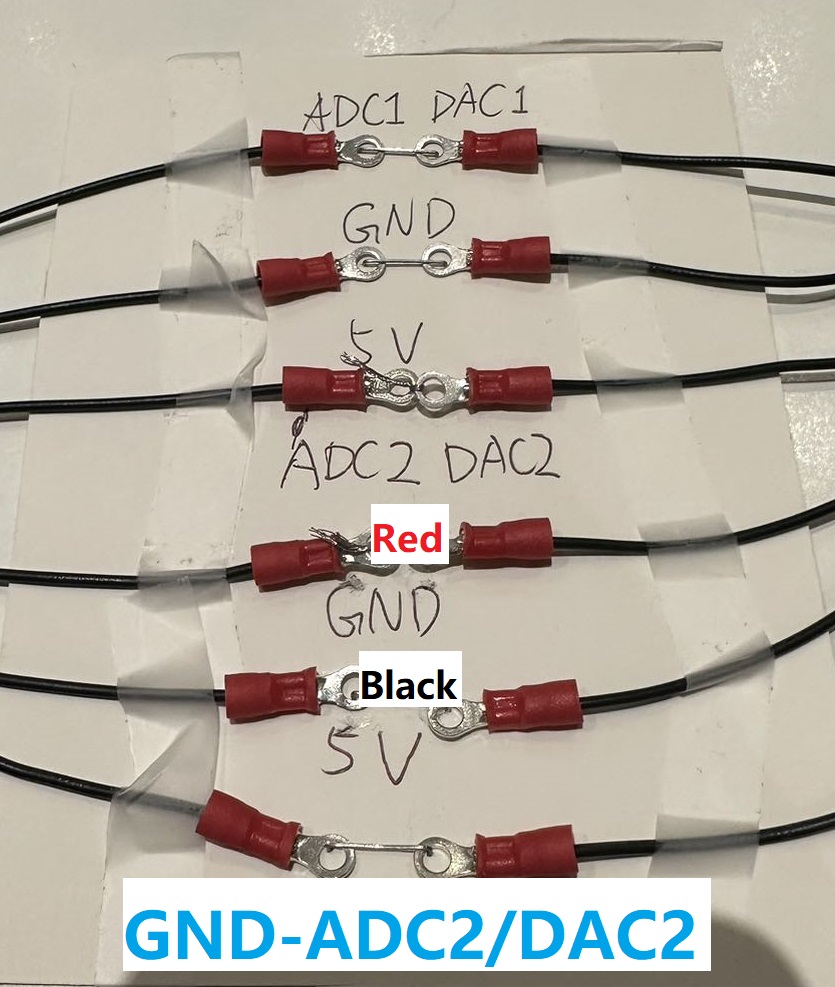 ADC1 DAC1
GND
5V
ADC2 DAC2
Red
GND
Black
5V
GND-ADC2/DAC2